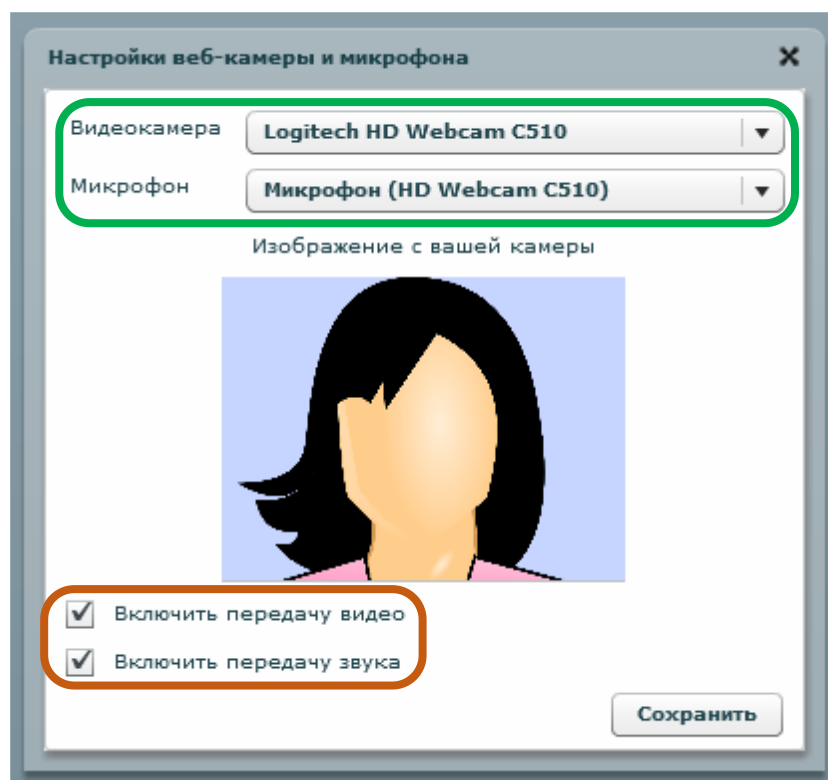 Настройки веб-камеры и микрофона
Видеокамера Logitech HD Webcam C510
Микрофон Микрофон (HD Webcam C510)
Изображение с вашей камеры
Включить передачу видео
Включить передачу звука
Сохранить